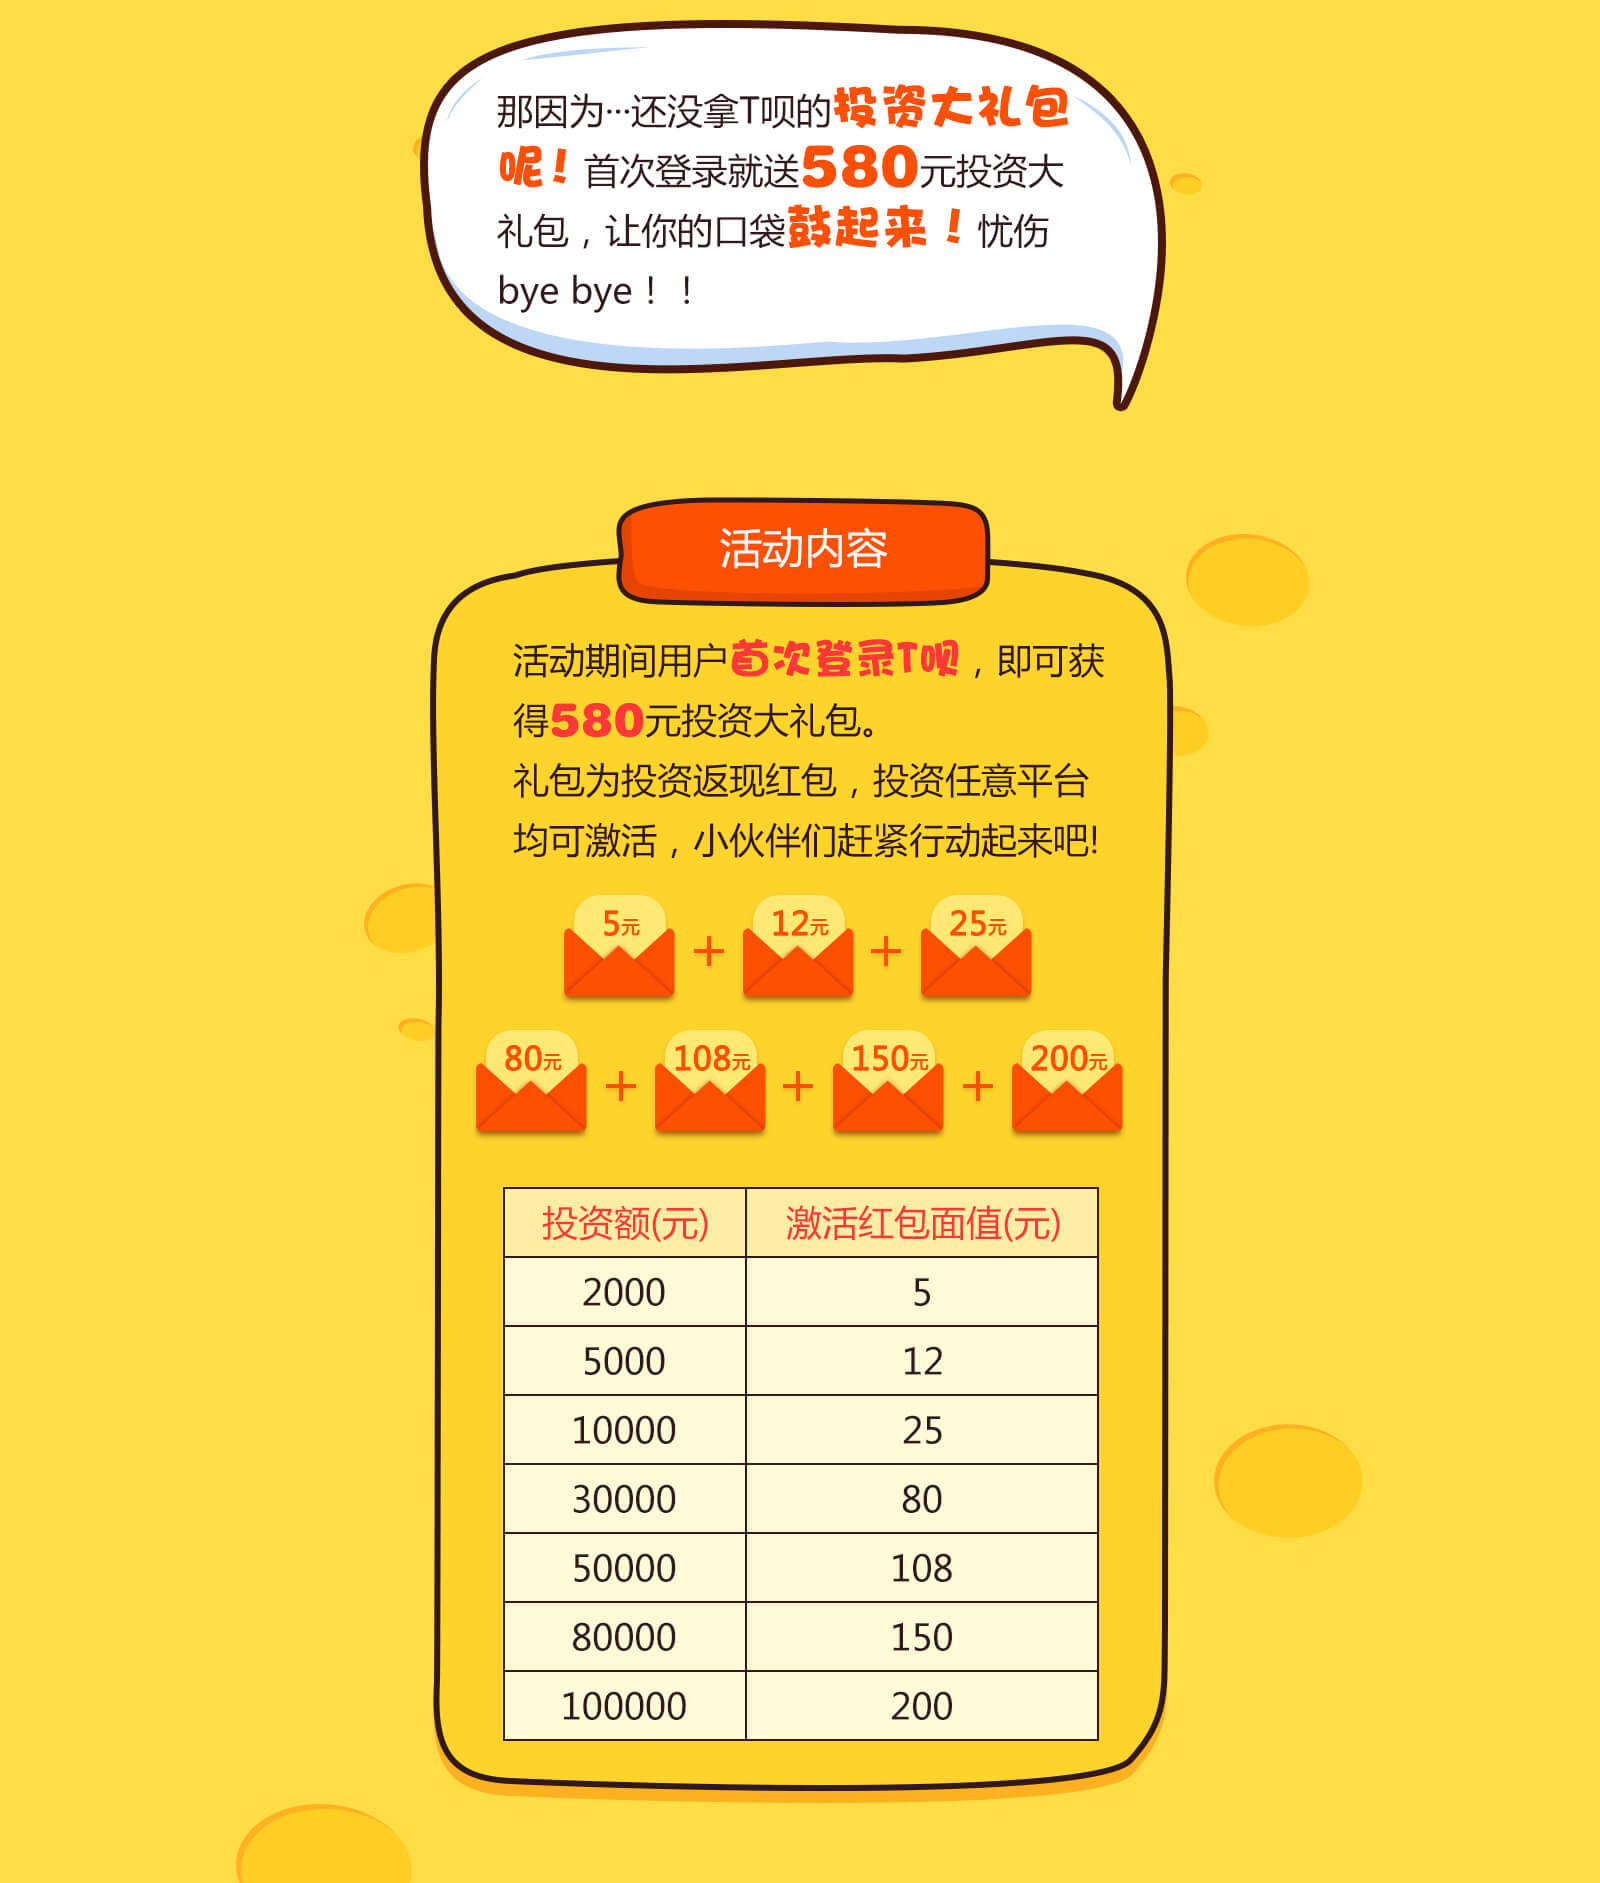 那因为···还没拿T呗的投资大礼包
呢！首次登录就送580元投资大
礼包，让你的口袋鼓起来！忧伤
bye bye！！
活动内容
活动期间用户首次登录T呗，即可获
得580元投资大礼包。
礼包为投资返现红包，投资任意平台
均可激活，小伙伴们赶紧行动起来吧!
5元 + 12元 + 25元
80元 + 108元 + 150元 + 200元
投资额(元) 激活红包面值(元)
2000 5
5000 12
10000 25
30000 80
50000 108
80000 150
100000 200